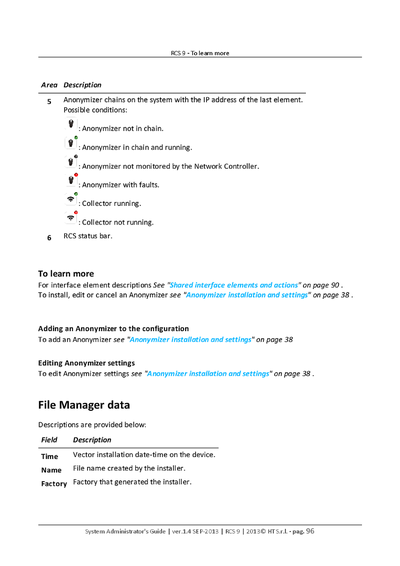 RCS 9 - To learn more
Area Description
5 Anonymizer chains on the system with the IP address of the last element.
Possible conditions:
: Anonymizer not in chain.
: Anonymizer in chain and running.
: Anonymizer not monitored by the Network Controller.
: Anonymizer with faults.
: Collector running.
: Collector not running.
6 RCS status bar.
To learn more
For interface element descriptions See "Shared interface elements and actions" on page 90 .
To install, edit or cancel an Anonymizer see "Anonymizer installation and settings" on page 38 .
Adding an Anonymizer to the configuration
To add an Anonymizer see "Anonymizer installation and settings" on page 38
Editing Anonymizer settings
To edit Anonymizer settings see "Anonymizer installation and settings" on page 38 .
File Manager data
Descriptions are provided below:
Field Description
Time Vector installation date-time on the device.
Name File name created by the installer.
Factory Factory that generated the installer.
System Administrator's Guide | ver.1.4 SEP-2013 | RCS 9 | 2013© HT S.r.l. - pag. 96